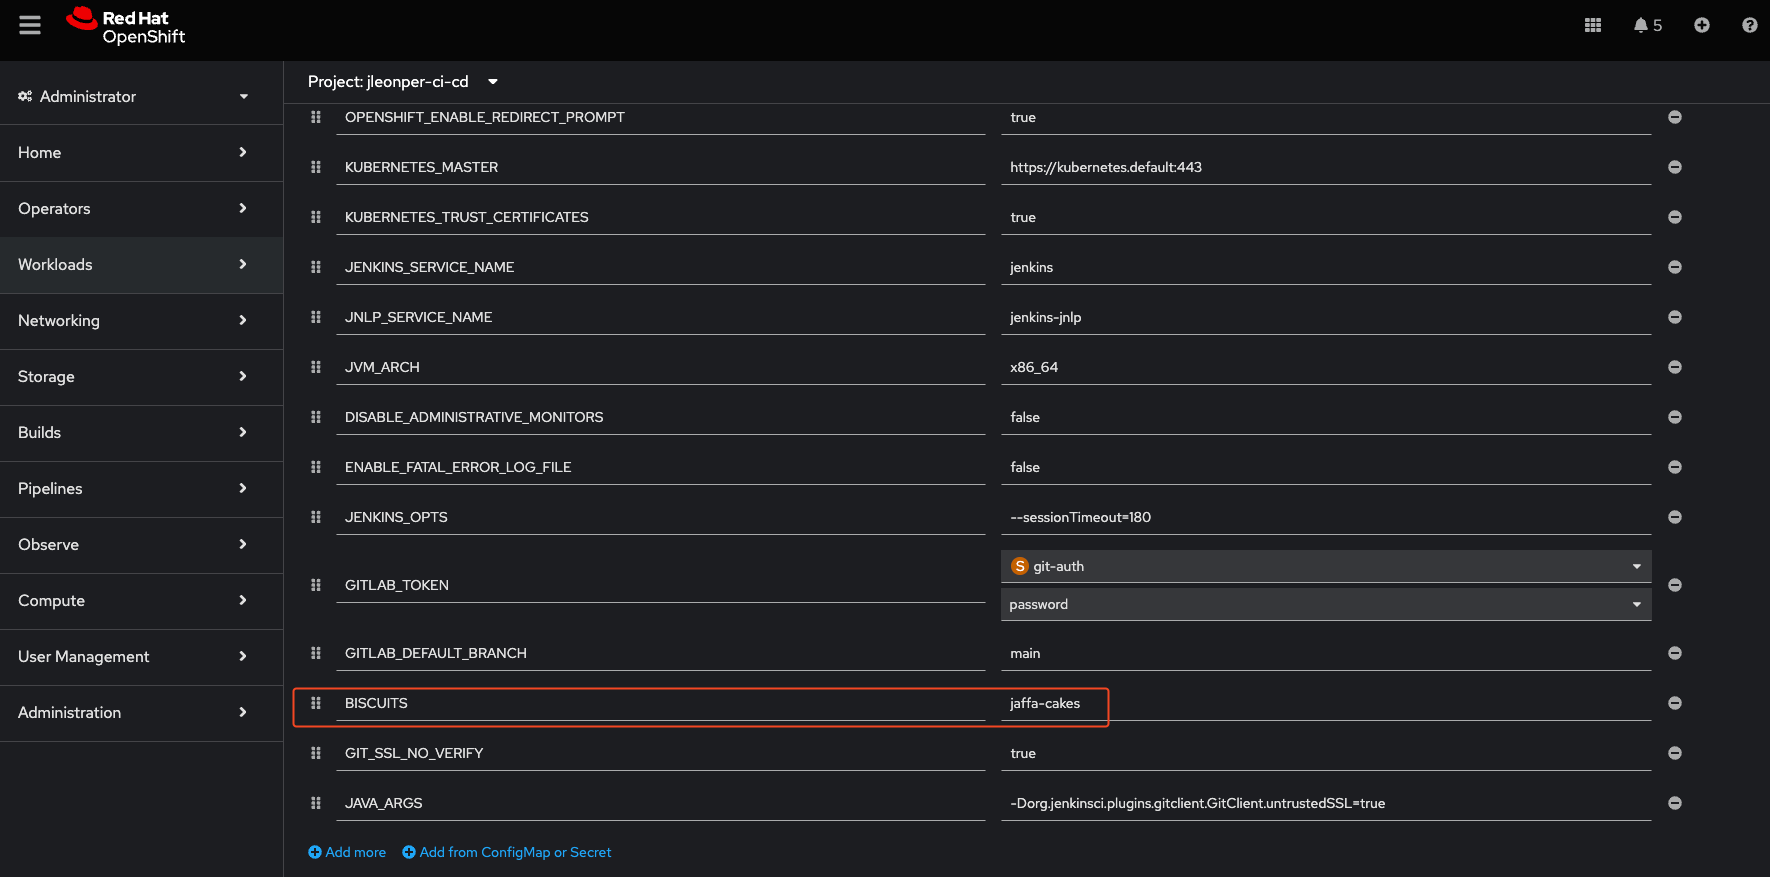 Red Hat
OpenShift
5
Administrator
Home
Operators
Workloads
Networking
Storage
Builds
Pipelines
Observe
Compute
User Management
Administration
Project: jleonper-ci-cd
OPENSHIFT_ENABLE_REDIRECT_PROMPT true
KUBERNETES_MASTER https://kubernetes.default:443
KUBERNETES_TRUST_CERTIFICATES true
JENKINS_SERVICE_NAME jenkins
JNLP_SERVICE_NAME jenkins-jnlp
JVM_ARCH x86_64
DISABLE_ADMINISTRATIVE_MONITORS false
ENABLE_FATAL_ERROR_LOG_FILE false
JENKINS_OPTS --sessionTimeout=180
GITLAB_TOKEN S git-auth
password
GITLAB_DEFAULT_BRANCH main
BISCUITS jaffa-cakes
GIT_SSL_NO_VERIFY true
JAVA_ARGS -Dorg.jenkinsci.plugins.gitclient.GitClient.untrustedSSL=true
Add more Add from ConfigMap or Secret